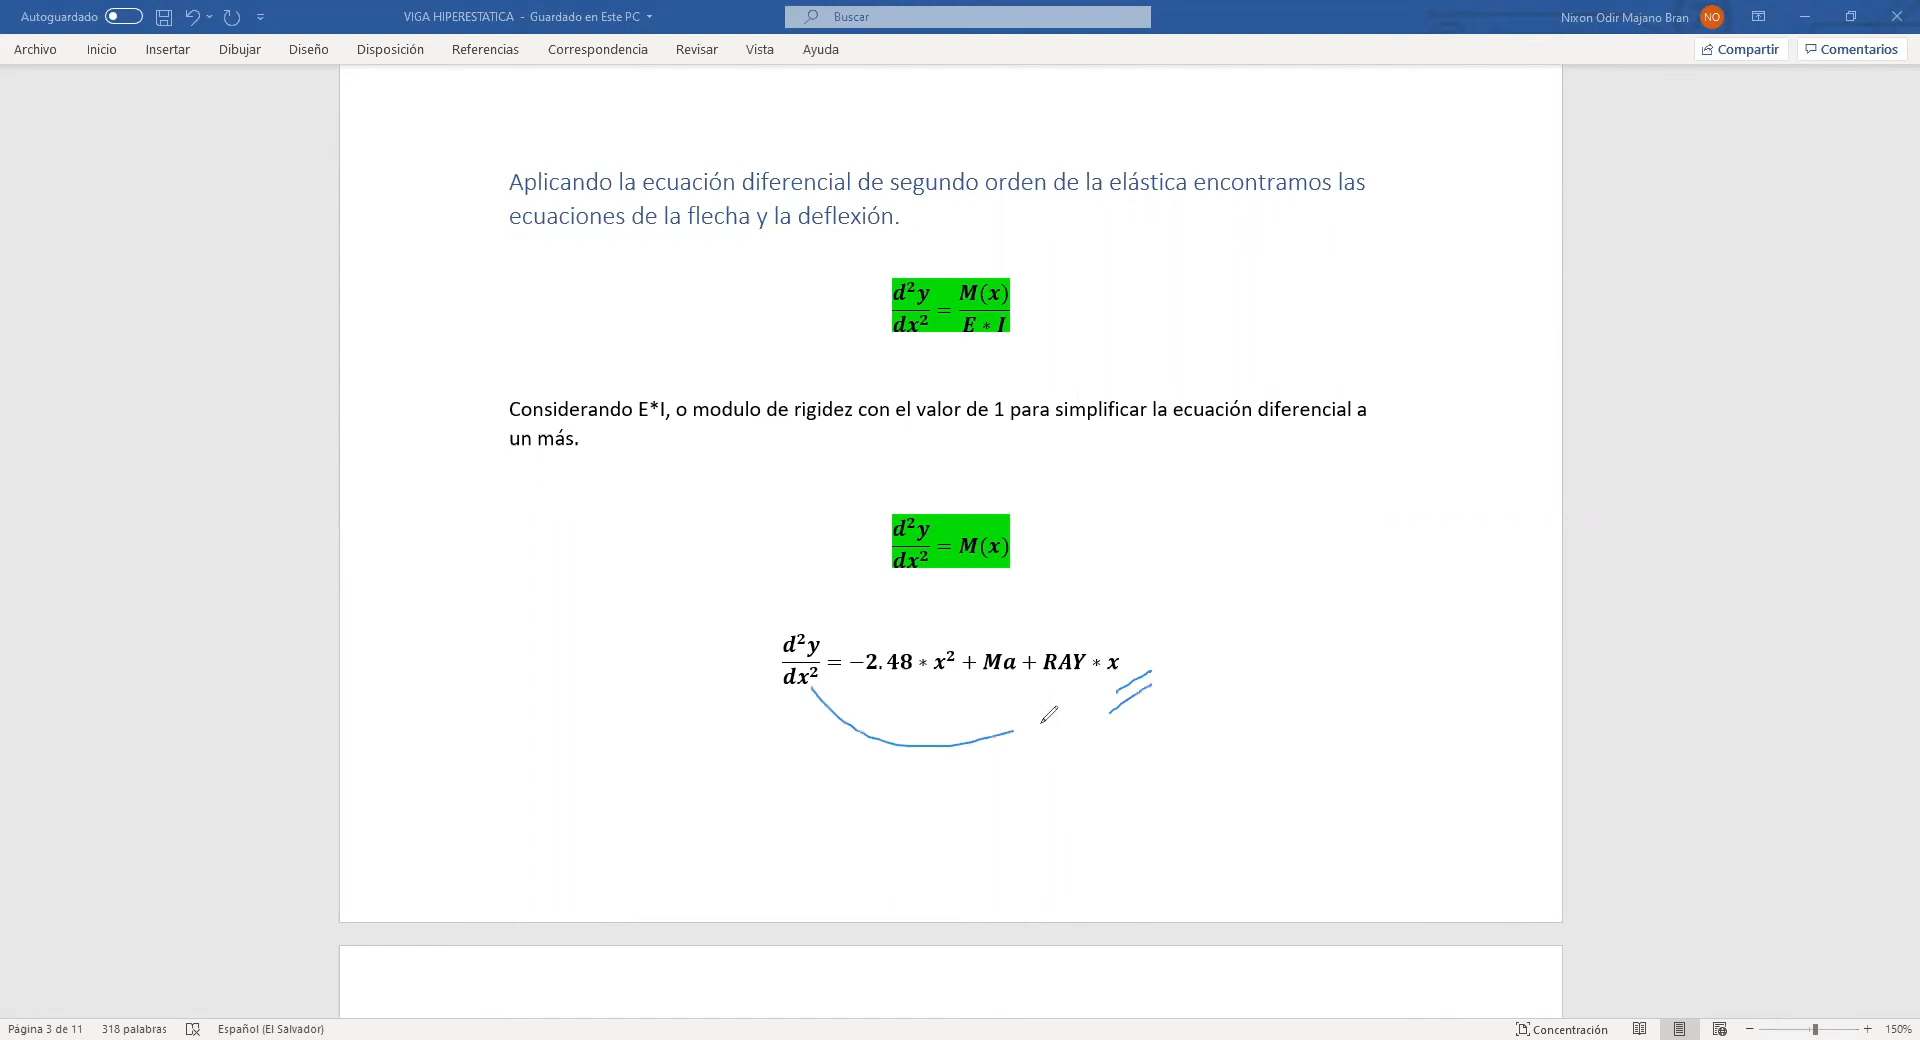 Autoguardado VIGA HIPERESTATICA - Guardado en Este PC Buscar Nixon Odir Majano Bran NO
Archivo Inicio Insertar Dibujar Diseño Disposición Referencias Correspondencia Revisar Vista Ayuda Compartir Comentarios
Aplicando la ecuación diferencial de segundo orden de la elástica encontramos las
ecuaciones de la flecha y la deflexión.
d²y/dx² = M(x)/E * I
Considerando E*I, o modulo de rigidez con el valor de 1 para simplificar la ecuación diferencial a
un más.
d²y/dx² = M(x)
d²y/dx² = −2.48 * x² + Ma + RAY * x
Página 3 de 11 318 palabras Español (El Salvador) Concentración 150%